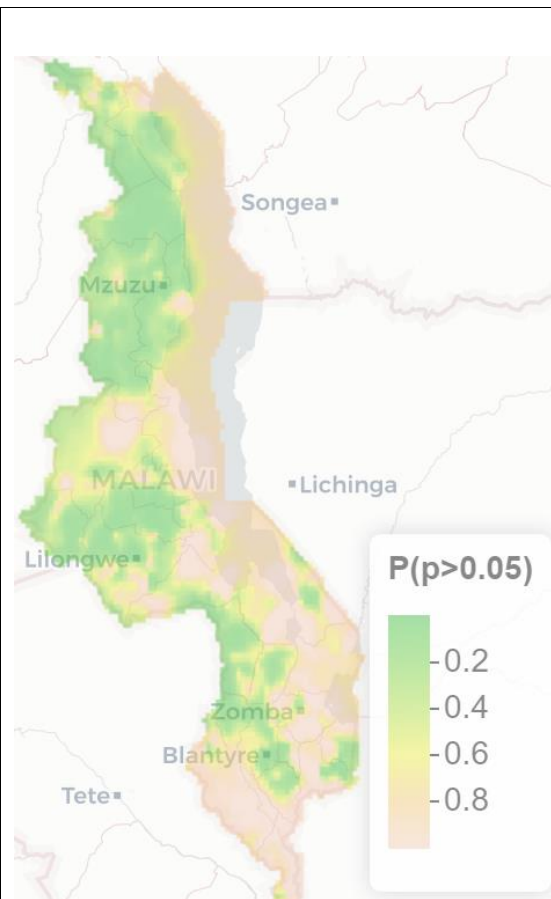 Songea
Mzuzu
MALAWI
Lichinga
Lilongwe
P(p>0.05)
0.2
0.4
0.6
0.8
Zomba
Blantyre
Tete